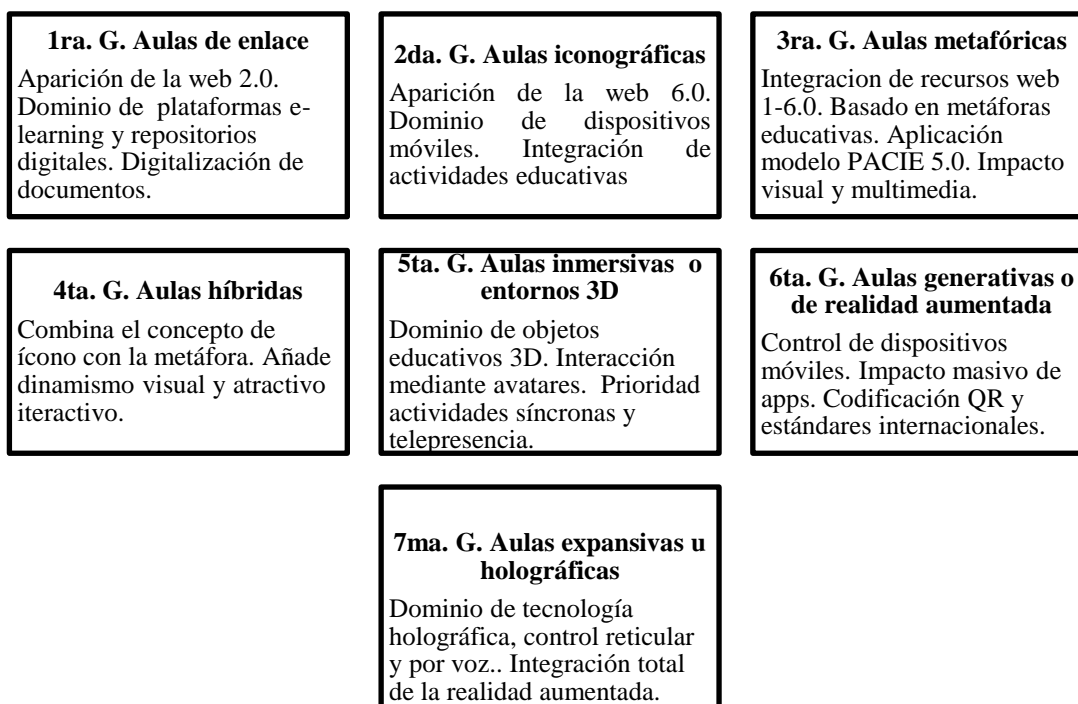 1ra. G. Aulas de enlace
Aparición de la web 2.0.
Dominio de plataformas e-
learning y repositorios
digitales. Digitalización de
documentos.
2da. G. Aulas iconográficas
Aparición de la web 6.0.
Dominio de dispositivos
móviles. Integración de
actividades educativas
3ra. G. Aulas metafóricas
Integracion de recursos web
1-6.0. Basado en metáforas
educativas. Aplicación
modelo PACIE 5.0. Impacto
visual y multimedia.
4ta. G. Aulas híbridas
Combina el concepto de
ícono con la metáfora. Añade
dinamismo visual y atractivo
iteractivo.
5ta. G. Aulas inmersivas o
entornos 3D
Dominio de objetos
educativos 3D. Interacción
mediante avatares. Prioridad
actividades síncronas y
telepresencia.
6ta. G. Aulas generativas o
de realidad aumentada
Control de dispositivos
móviles. Impacto masivo de
apps. Codificación QR y
estándares internacionales.
7ma. G. Aulas expansivas u
holográficas
Dominio de tecnología
holográfica, control reticular
y por voz.. Integración total
de la realidad aumentada.